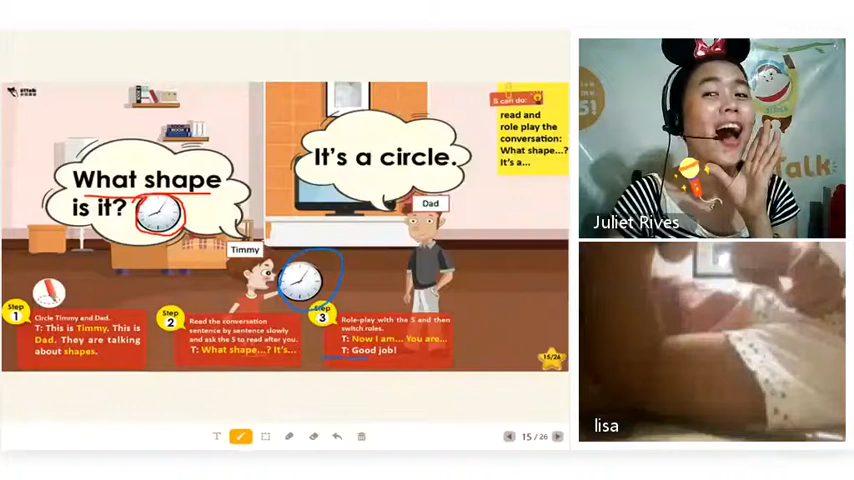 51Talk
What shape
is it?
It's a circle.
Timmy
Dad
S can do:
read and
role play the
conversation:
What shape...?
It's a...
Step
1
Circle Timmy and Dad.
T: This is Timmy. This is
Dad. They are talking
about shapes.
Step
2
Read the conversation
sentence by sentence slowly
and ask the S to read after you.
T: What shape...? It's...
Step
3
Role-play with the S and then
switch roles.
T: Now I am... You are...
T: Good job!
15/26
T
15 / 26
51
Talk
Juliet Rives
lisa